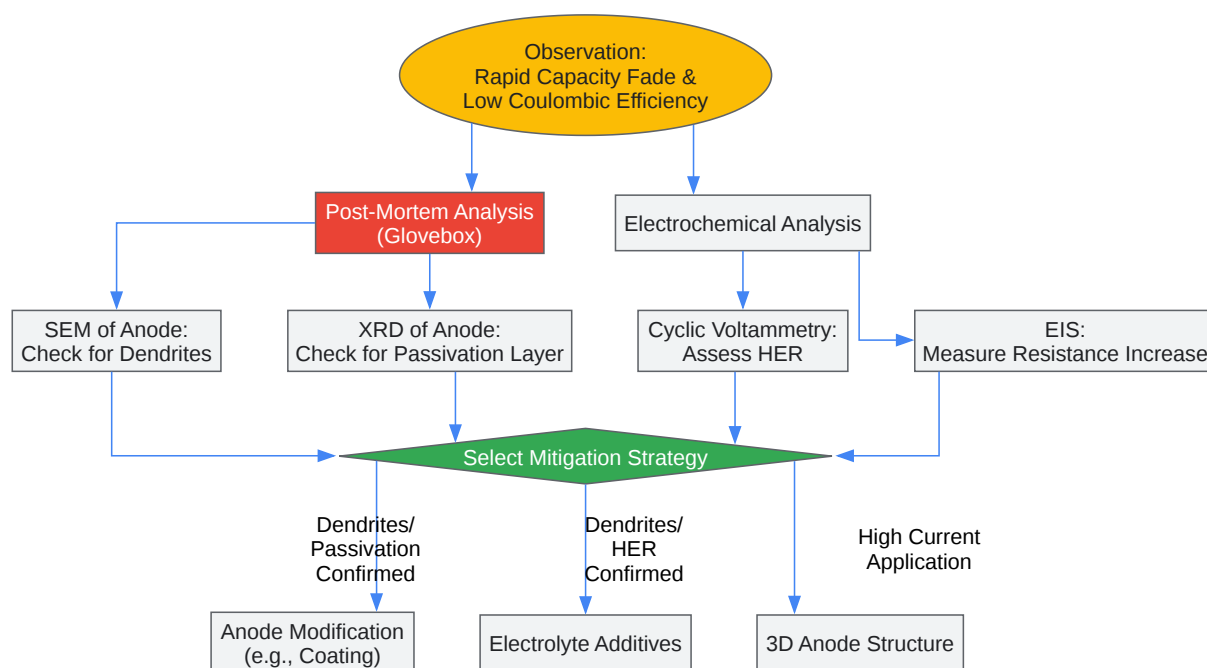 Observation:
Rapid Capacity Fade &
Low Coulombic Efficiency
Post-Mortem Analysis
(Glovebox)
Electrochemical Analysis
SEM of Anode:
Check for Dendrites
XRD of Anode:
Check for Passivation Layer
Cyclic Voltammetry:
Assess HER
EIS:
Measure Resistance Increase
Select Mitigation Strategy
Dendrites/
Passivation
Confirmed
Dendrites/
HER
Confirmed
High Current
Application
Anode Modification
(e.g., Coating)
Electrolyte Additives
3D Anode Structure